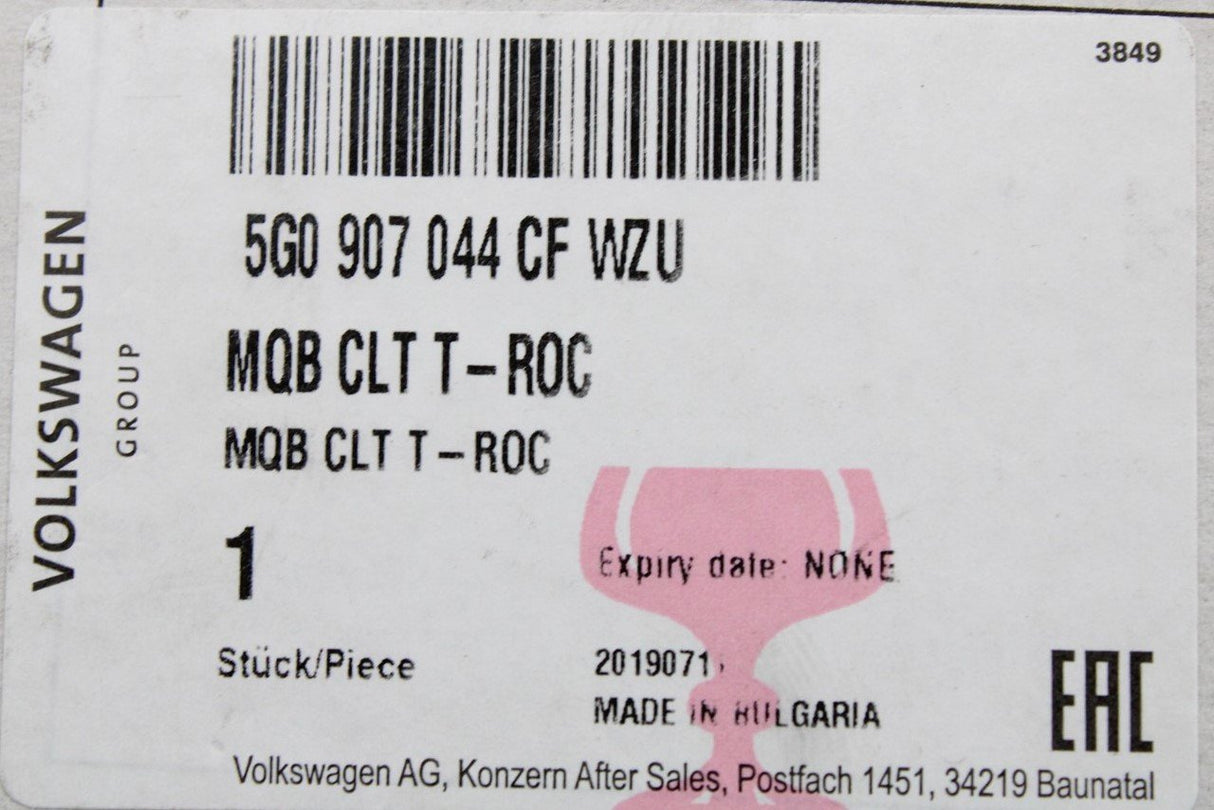 3849
5G0 907 044 CF WZU
MQB CLT T-ROC
MQB CLT T-ROC
1
Expiry date: NONE
Stück/Piece
MADE IN BULGARIA
EAC
Volkswagen AG, Konzern After Sales, Postfach 1451, 34219 Baunatal
VOLKSWAGEN
GROUP